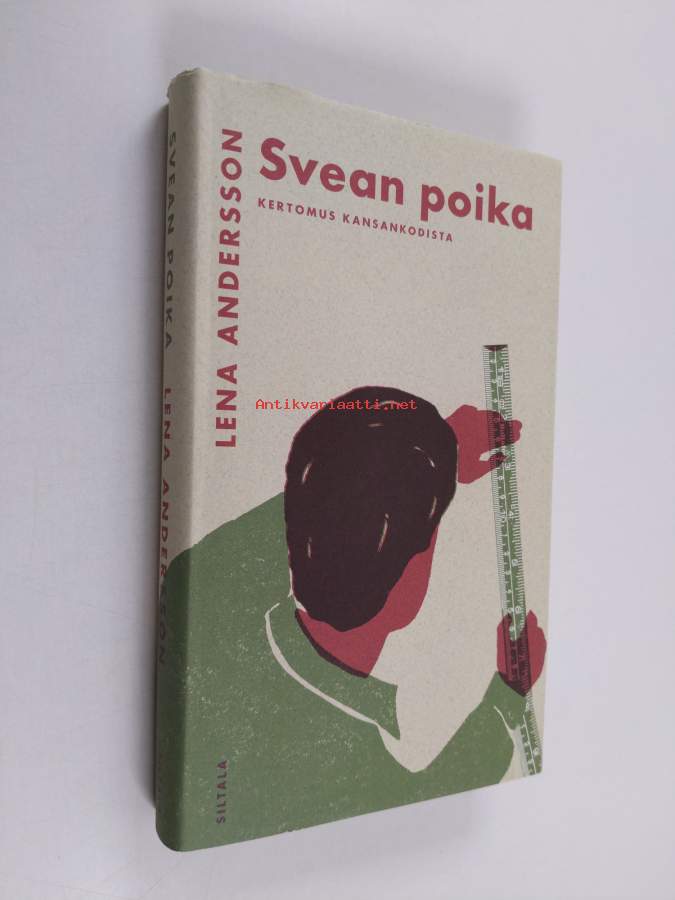 Svean poika
KERTOMUS KANSANKODISTA
LENA ANDERSSON
SILTALA
SVEAN POIKA LENA ANDERSSON
Antikvariaatti.net